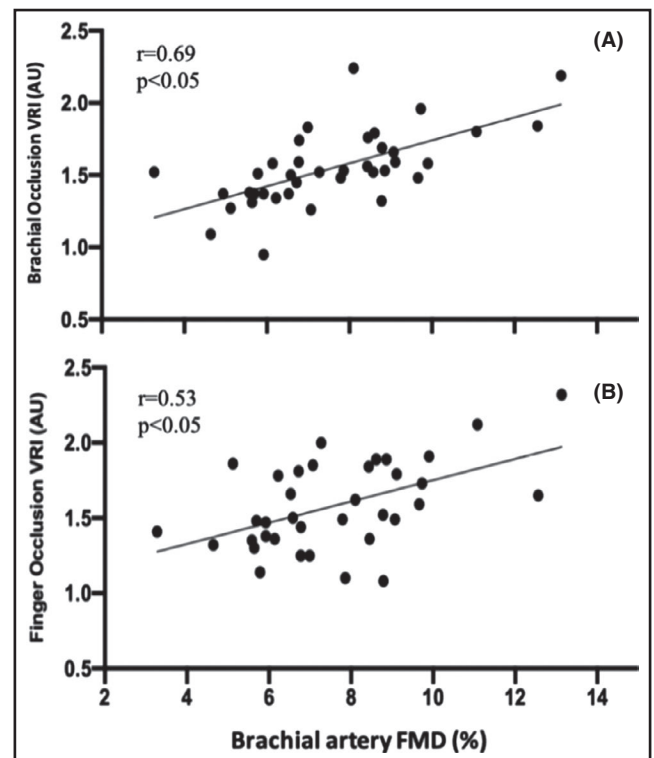 (A)
r=0.69
p<0.05
Brachial Occlusion VRI (AU)
2.5
2.0
1.5
1.0
0.5
(B)
r=0.53
p<0.05
Finger Occlusion VRI (AU)
2.5
2.0
1.5
1.0
0.5
2 4 6 8 10 12 14
Brachial artery FMD (%)